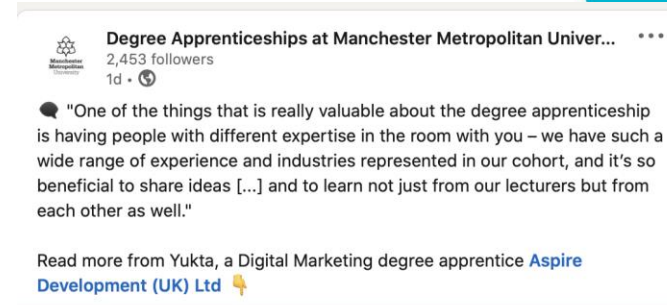 Degree Apprenticeships at Manchester Metropolitan Univer... •••
Manchester
Metropolitan
University
2,453 followers
1d •
"One of the things that is really valuable about the degree apprenticeship
is having people with different expertise in the room with you – we have such a
wide range of experience and industries represented in our cohort, and it's so
beneficial to share ideas [...] and to learn not just from our lecturers but from
each other as well."
Read more from Yukta, a Digital Marketing degree apprentice Aspire
Development (UK) Ltd 👇